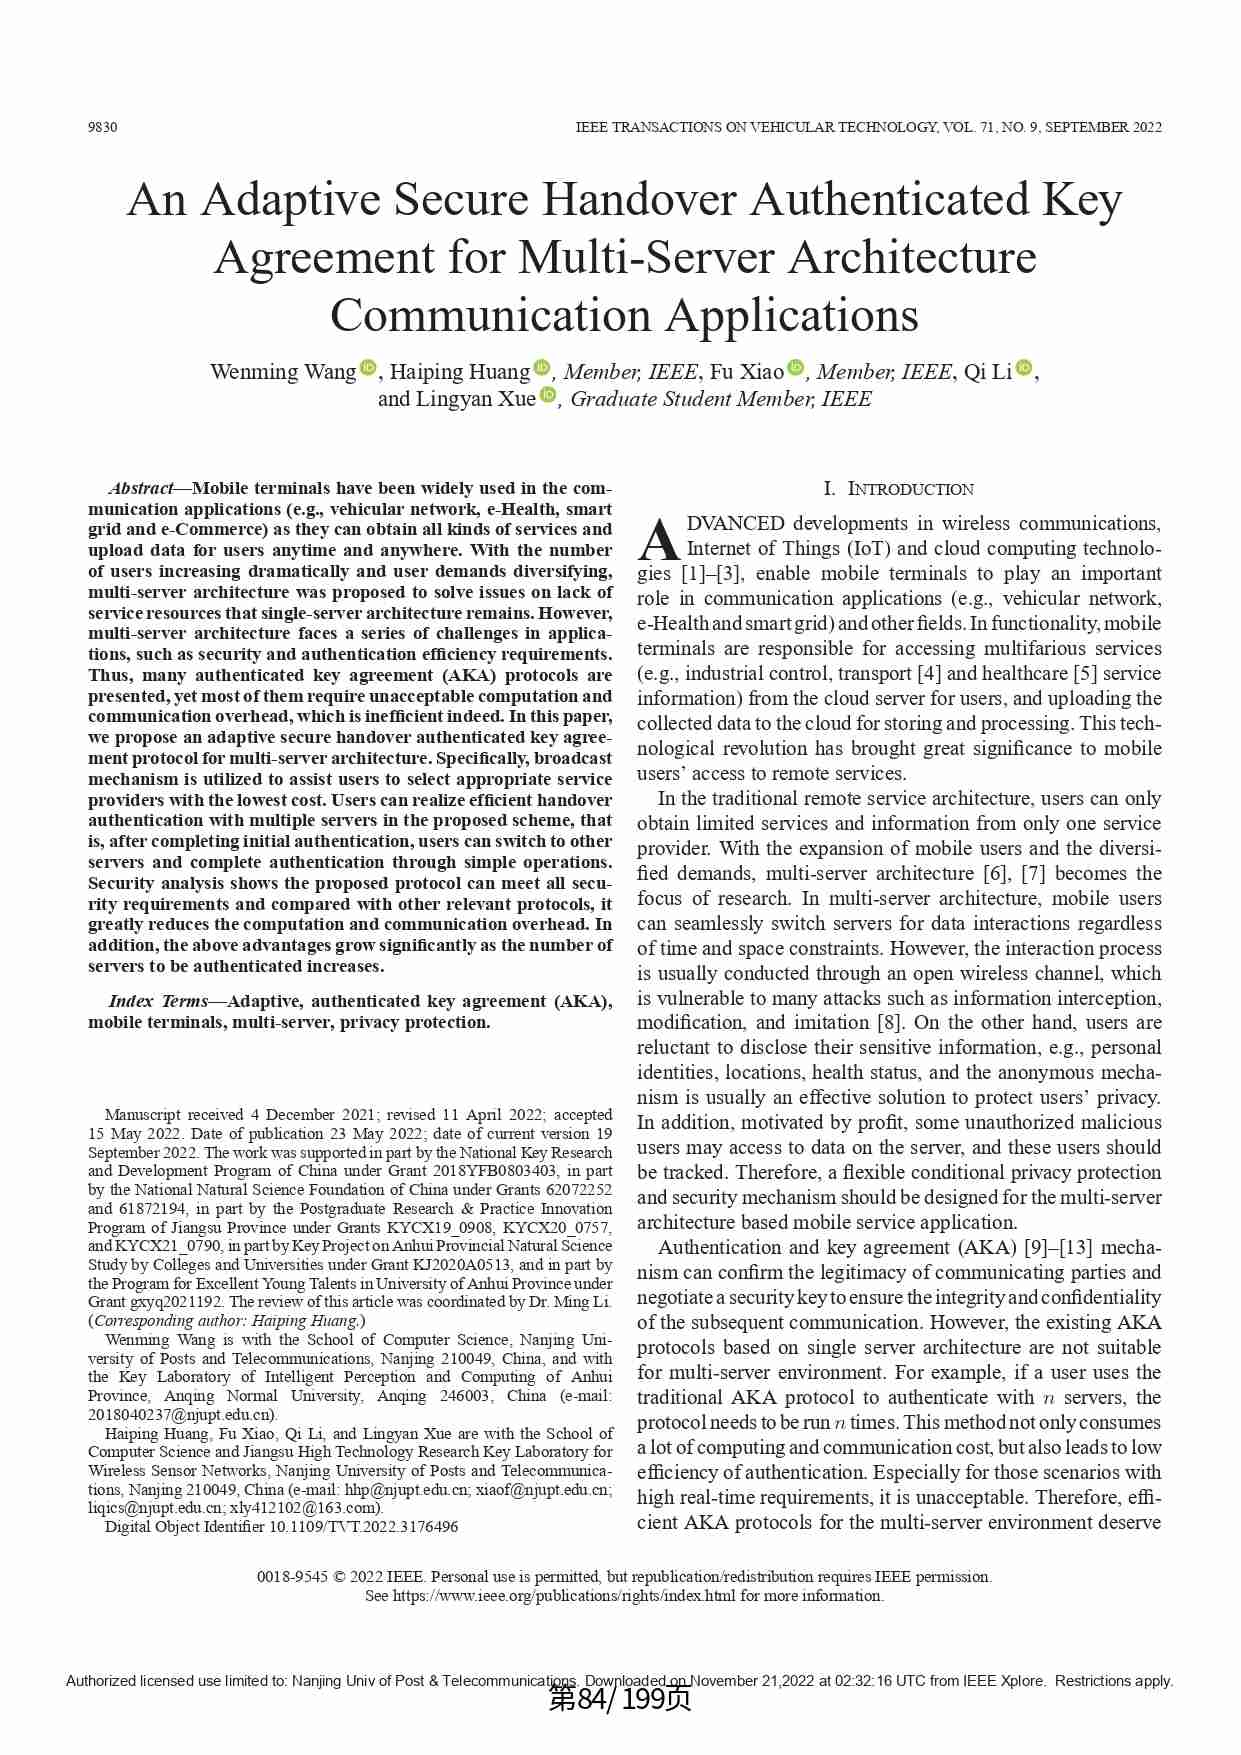 9830
IEEE TRANSACTIONS ON VEHICULAR TECHNOLOGY, VOL. 71, NO. 9, SEPTEMBER 2022
An Adaptive Secure Handover Authenticated Key
Agreement for Multi-Server Architecture
Communication Applications
Wenming Wang iD, Haiping Huang iD, Member, IEEE, Fu Xiao iD, Member, IEEE, Qi Li iD,
and Lingyan Xue iD, Graduate Student Member, IEEE
Abstract—Mobile terminals have been widely used in the com-
munication applications (e.g., vehicular network, e-Health, smart
grid and e-Commerce) as they can obtain all kinds of services and
upload data for users anytime and anywhere. With the number
of users increasing dramatically and user demands diversifying,
multi-server architecture was proposed to solve issues on lack of
service resources that single-server architecture remains. However,
multi-server architecture faces a series of challenges in applica-
tions, such as security and authentication efficiency requirements.
Thus, many authenticated key agreement (AKA) protocols are
presented, yet most of them require unacceptable computation and
communication overhead, which is inefficient indeed. In this paper,
we propose an adaptive secure handover authenticated key agree-
ment protocol for multi-server architecture. Specifically, broadcast
mechanism is utilized to assist users to select appropriate service
providers with the lowest cost. Users can realize efficient handover
authentication with multiple servers in the proposed scheme, that
is, after completing initial authentication, users can switch to other
servers and complete authentication through simple operations.
Security analysis shows the proposed protocol can meet all secu-
rity requirements and compared with other relevant protocols, it
greatly reduces the computation and communication overhead. In
addition, the above advantages grow significantly as the number of
servers to be authenticated increases.
Index Terms—Adaptive, authenticated key agreement (AKA),
mobile terminals, multi-server, privacy protection.
Manuscript received 4 December 2021; revised 11 April 2022; accepted
15 May 2022. Date of publication 23 May 2022; date of current version 19
September 2022. The work was supported in part by the National Key Research
and Development Program of China under Grant 2018YFB0803403, in part
by the National Natural Science Foundation of China under Grants 62072252
and 61872194, in part by the Postgraduate Research & Practice Innovation
Program of Jiangsu Province under Grants KYCX19_0908, KYCX20_0757,
and KYCX21_0790, in part by Key Project on Anhui Provincial Natural Science
Study by Colleges and Universities under Grant KJ2020A0513, and in part by
the Program for Excellent Young Talents in University of Anhui Province under
Grant gxyq2021192. The review of this article was coordinated by Dr. Ming Li.
(Corresponding author: Haiping Huang.)
Wenming Wang is with the School of Computer Science, Nanjing Uni-
versity of Posts and Telecommunications, Nanjing 210049, China, and with
the Key Laboratory of Intelligent Perception and Computing of Anhui
Province, Anqing Normal University, Anqing 246003, China (e-mail:
2018040237@njupt.edu.cn).
Haiping Huang, Fu Xiao, Qi Li, and Lingyan Xue are with the School of
Computer Science and Jiangsu High Technology Research Key Laboratory for
Wireless Sensor Networks, Nanjing University of Posts and Telecommunica-
tions, Nanjing 210049, China (e-mail: hhp@njupt.edu.cn; xiaof@njupt.edu.cn;
liqics@njupt.edu.cn; xly412102@163.com).
Digital Object Identifier 10.1109/TVT.2022.3176496
I. INTRODUCTION
ADVANCED developments in wireless communications,
Internet of Things (IoT) and cloud computing technolo-
gies [1]–[3], enable mobile terminals to play an important
role in communication applications (e.g., vehicular network,
e-Health and smart grid) and other fields. In functionality, mobile
terminals are responsible for accessing multifarious services
(e.g., industrial control, transport [4] and healthcare [5] service
information) from the cloud server for users, and uploading the
collected data to the cloud for storing and processing. This tech-
nological revolution has brought great significance to mobile
users' access to remote services.
In the traditional remote service architecture, users can only
obtain limited services and information from only one service
provider. With the expansion of mobile users and the diversi-
fied demands, multi-server architecture [6], [7] becomes the
focus of research. In multi-server architecture, mobile users
can seamlessly switch servers for data interactions regardless
of time and space constraints. However, the interaction process
is usually conducted through an open wireless channel, which
is vulnerable to many attacks such as information interception,
modification, and imitation [8]. On the other hand, users are
reluctant to disclose their sensitive information, e.g., personal
identities, locations, health status, and the anonymous mecha-
nism is usually an effective solution to protect users' privacy.
In addition, motivated by profit, some unauthorized malicious
users may access to data on the server, and these users should
be tracked. Therefore, a flexible conditional privacy protection
and security mechanism should be designed for the multi-server
architecture based mobile service application.
Authentication and key agreement (AKA) [9]–[13] mecha-
nism can confirm the legitimacy of communicating parties and
negotiate a security key to ensure the integrity and confidentiality
of the subsequent communication. However, the existing AKA
protocols based on single server architecture are not suitable
for multi-server environment. For example, if a user uses the
traditional AKA protocol to authenticate with n servers, the
protocol needs to be run n times. This method not only consumes
a lot of computing and communication cost, but also leads to low
efficiency of authentication. Especially for those scenarios with
high real-time requirements, it is unacceptable. Therefore, effi-
cient AKA protocols for the multi-server environment deserve
0018-9545 © 2022 IEEE. Personal use is permitted, but republication/redistribution requires IEEE permission.
See https://www.ieee.org/publications/rights/index.html for more information.
Authorized licensed use limited to: Nanjing Univ of Post & Telecommunications. Downloaded on November 21,2022 at 02:32:16 UTC from IEEE Xplore. Restrictions apply.
第84/199页